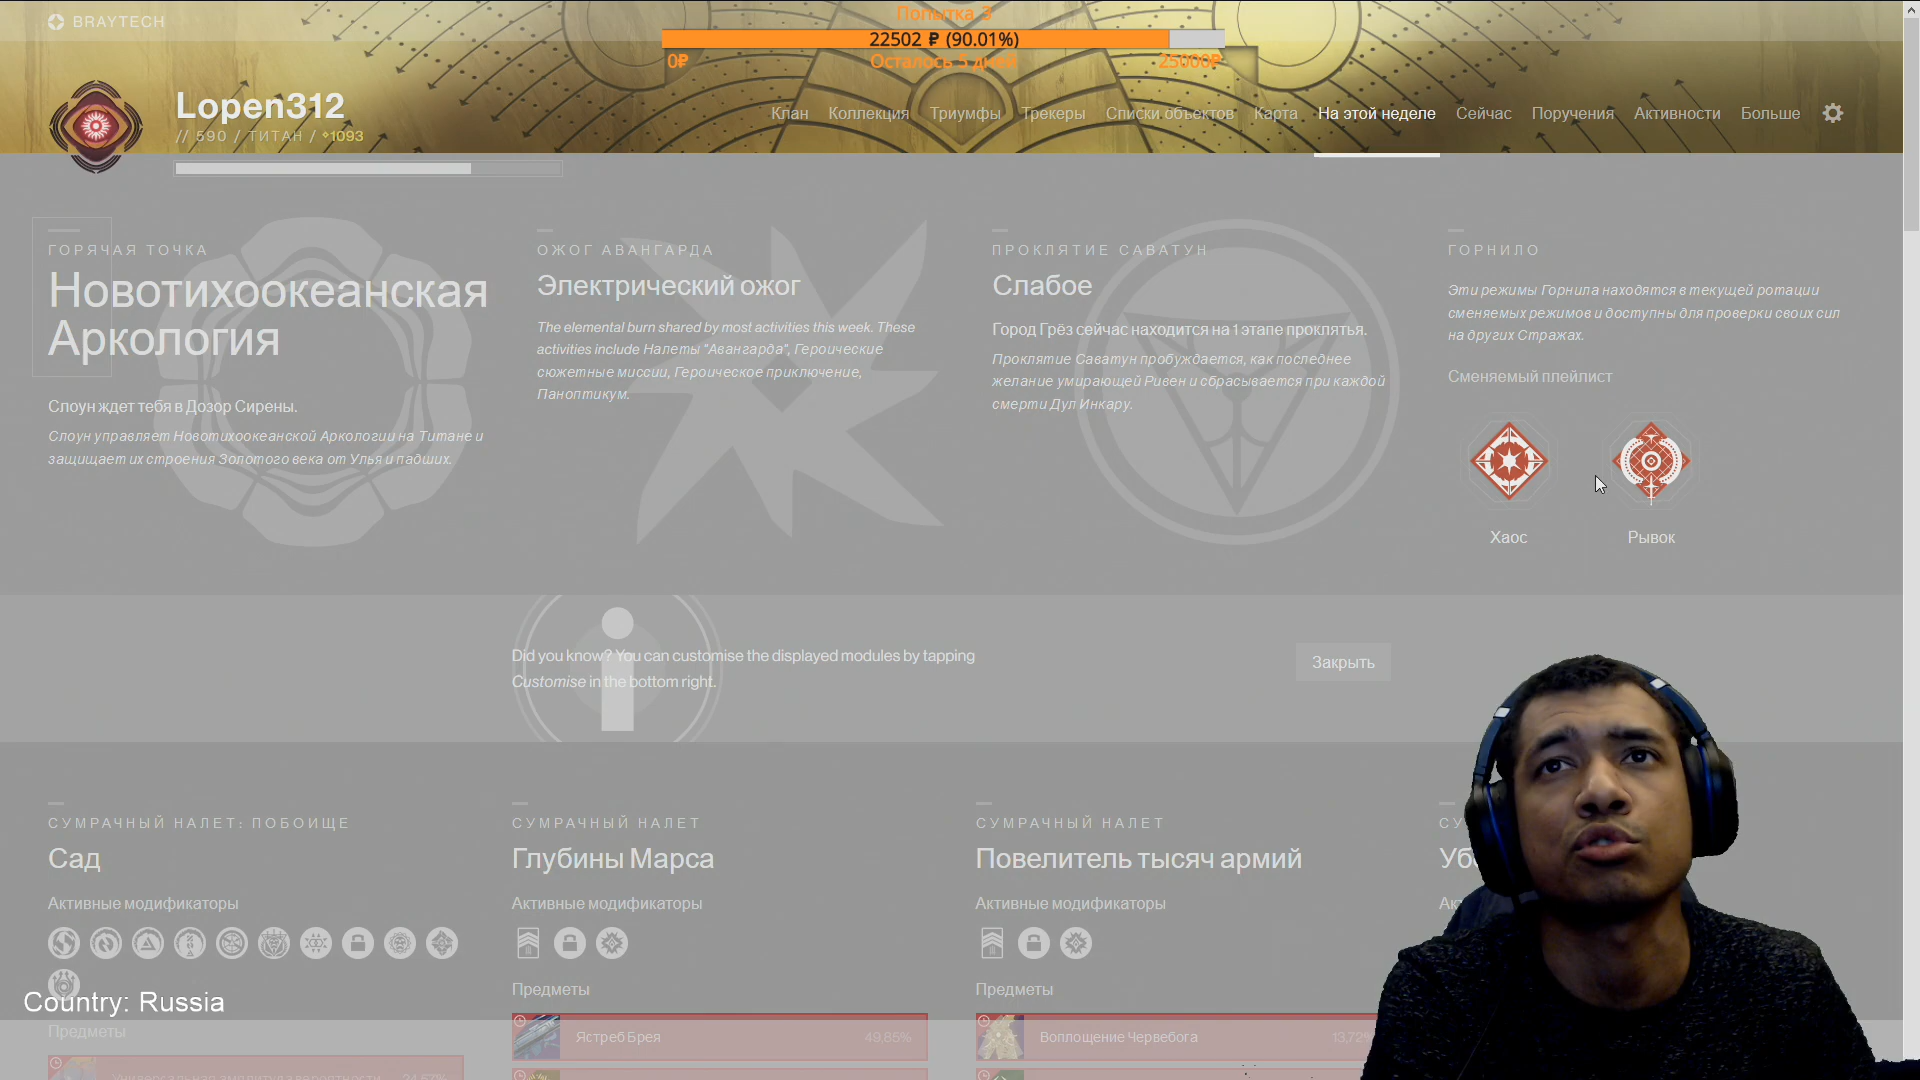 BRAYTECH
Попытка 3
22502 ₽ (90.01%)
0₽
Осталось 5 дней
25000₽
Lopen312
// 590 / ТИТАН / 1093
Клан
Коллекция
Триумфы
Трекеры
Списки объектов
Карта
На этой неделе
Сейчас
Поручения
Активности
Больше
ГОРЯЧАЯ ТОЧКА
Новотихоокеанская
Аркология
Слоун ждет тебя в Дозор Сирены.
Слоун управляет Новотихоокеанской Аркологии на Титане и
защищает их строения Золотого века от Улья и падших.
ОЖОГ АВАНГАРДА
Электрический ожог
The elemental burn shared by most activities this week. These
activities include Налеты "Авангарда", Героические
сюжетные миссии, Героическое приключение,
Паноптикум.
ПРОКЛЯТИЕ САВАТУН
Слабое
Город Грёз сейчас находится на 1 этапе проклятья.
Проклятие Саватун пробуждается, как последнее
желание умирающей Ривен и сбрасывается при каждой
смерти Дул Инкару.
ГОРНИЛО
Эти режимы Горнила находятся в текущей ротации
сменяемых режимов и доступны для проверки своих сил
на других Стражах.
Сменяемый плейлист
Хаос
Рывок
Did you know? You can customise the displayed modules by tapping
Customise in the bottom right.
Закрыть
СУМРАЧНЫЙ НАЛЕТ: ПОБОИЩЕ
Сад
Активные модификаторы
Country: Russia
Предметы
Универсальная амплитуда вероятности
24,57%
СУМРАЧНЫЙ НАЛЕТ
Глубины Марса
Активные модификаторы
Предметы
Ястреб Брея
49,85%
СУМРАЧНЫЙ НАЛЕТ
Повелитель тысяч армий
Активные модификаторы
Предметы
Воплощение Червебога
13,72%